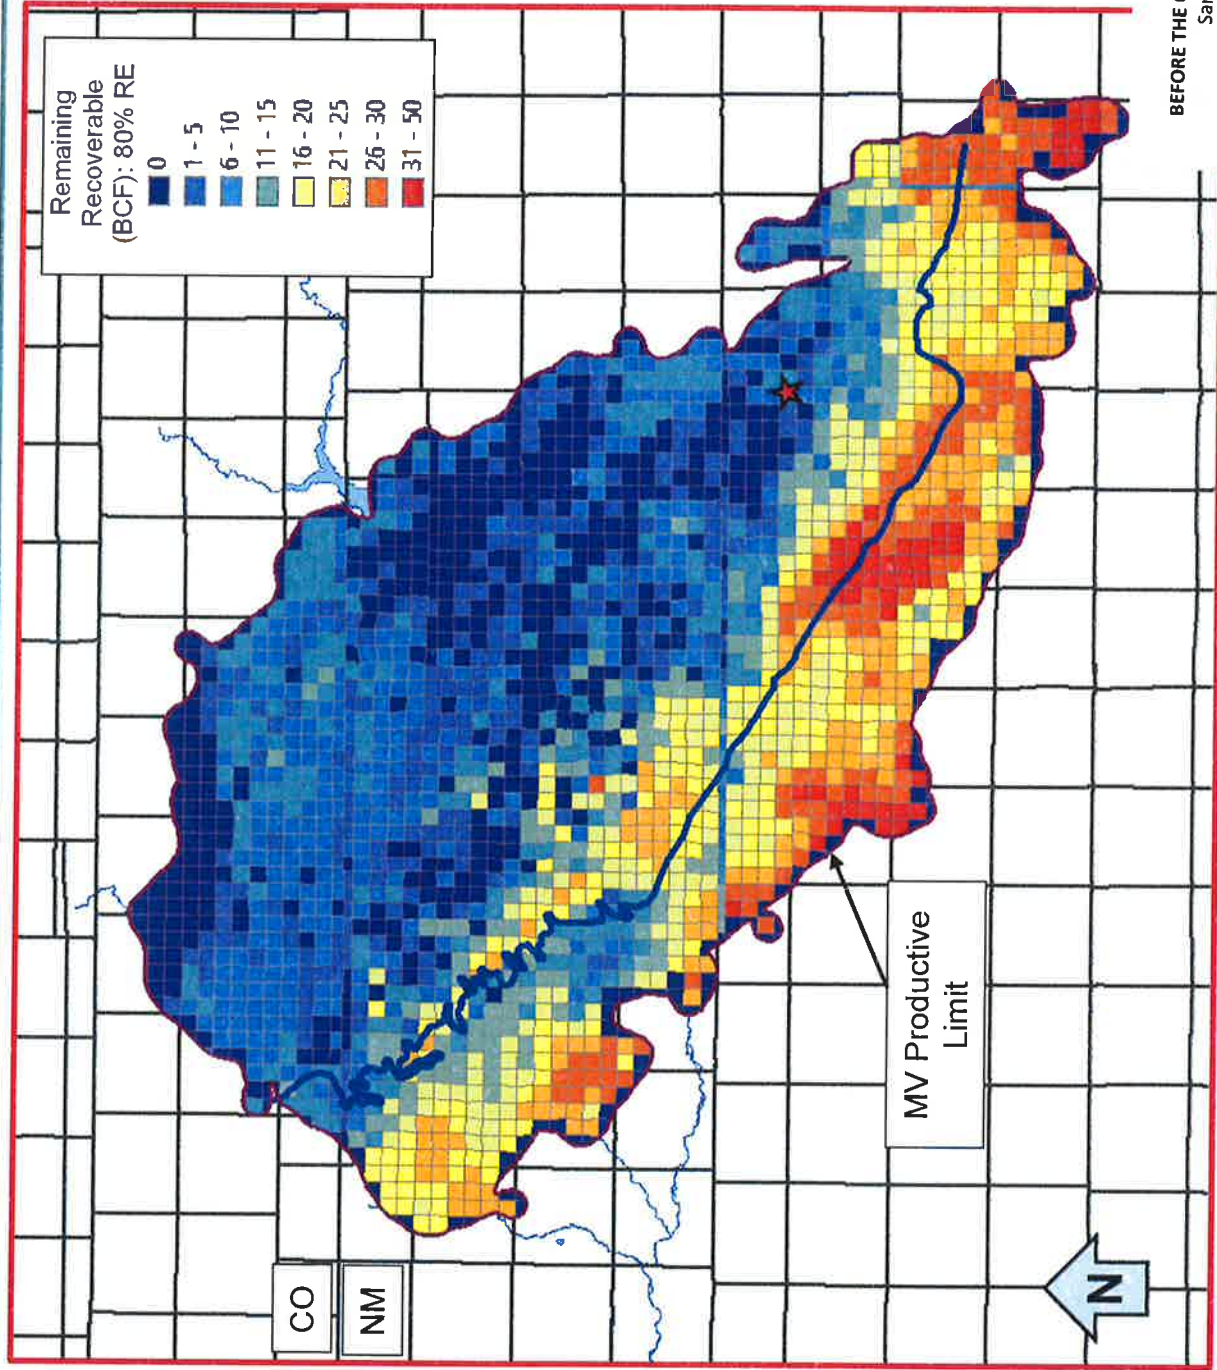 Remaining
Recoverable
(BCF): 80% RE
0
1 - 5
6 - 10
11 - 15
16 - 20
21 - 25
26 - 30
31 - 50
CO
NM
MV Productive
Limit
N
BEFORE THE